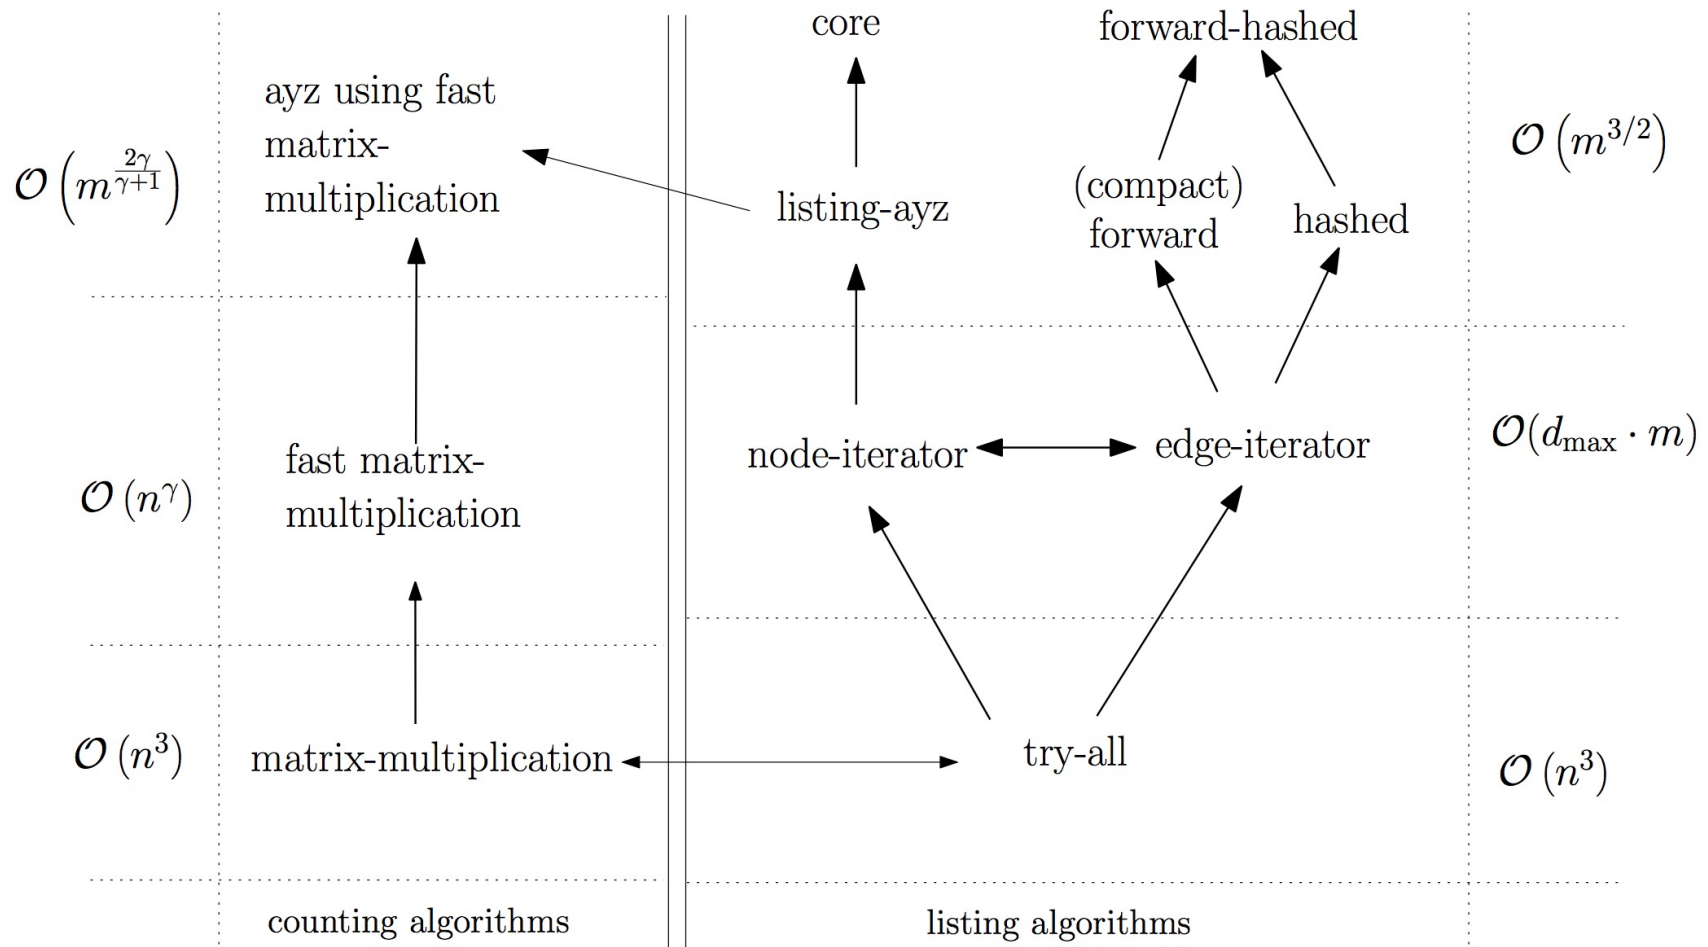 core
forward-hashed
ayz using fast
matrix-
multiplication
𝒪(m^{2γ/(γ+1)})
𝒪(m^{3/2})
listing-ayz
(compact)
forward
hashed
fast matrix-
multiplication
𝒪(n^γ)
node-iterator
edge-iterator
𝒪(d_max · m)
𝒪(n³)
matrix-multiplication
try-all
𝒪(n³)
counting algorithms
listing algorithms